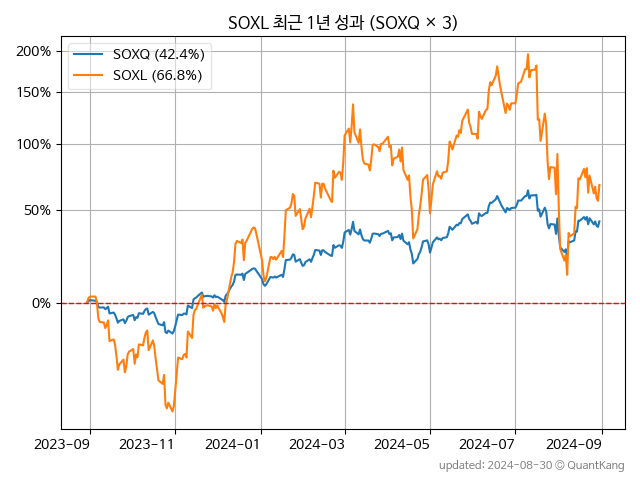 SOXL 최근 1년 성과 (SOXQ × 3)
SOXQ (42.4%)
SOXL (66.8%)
200%
150%
100%
50%
0%
2023-09 2023-11 2024-01 2024-03 2024-05 2024-07 2024-09
updated: 2024-08-30 © QuantKang